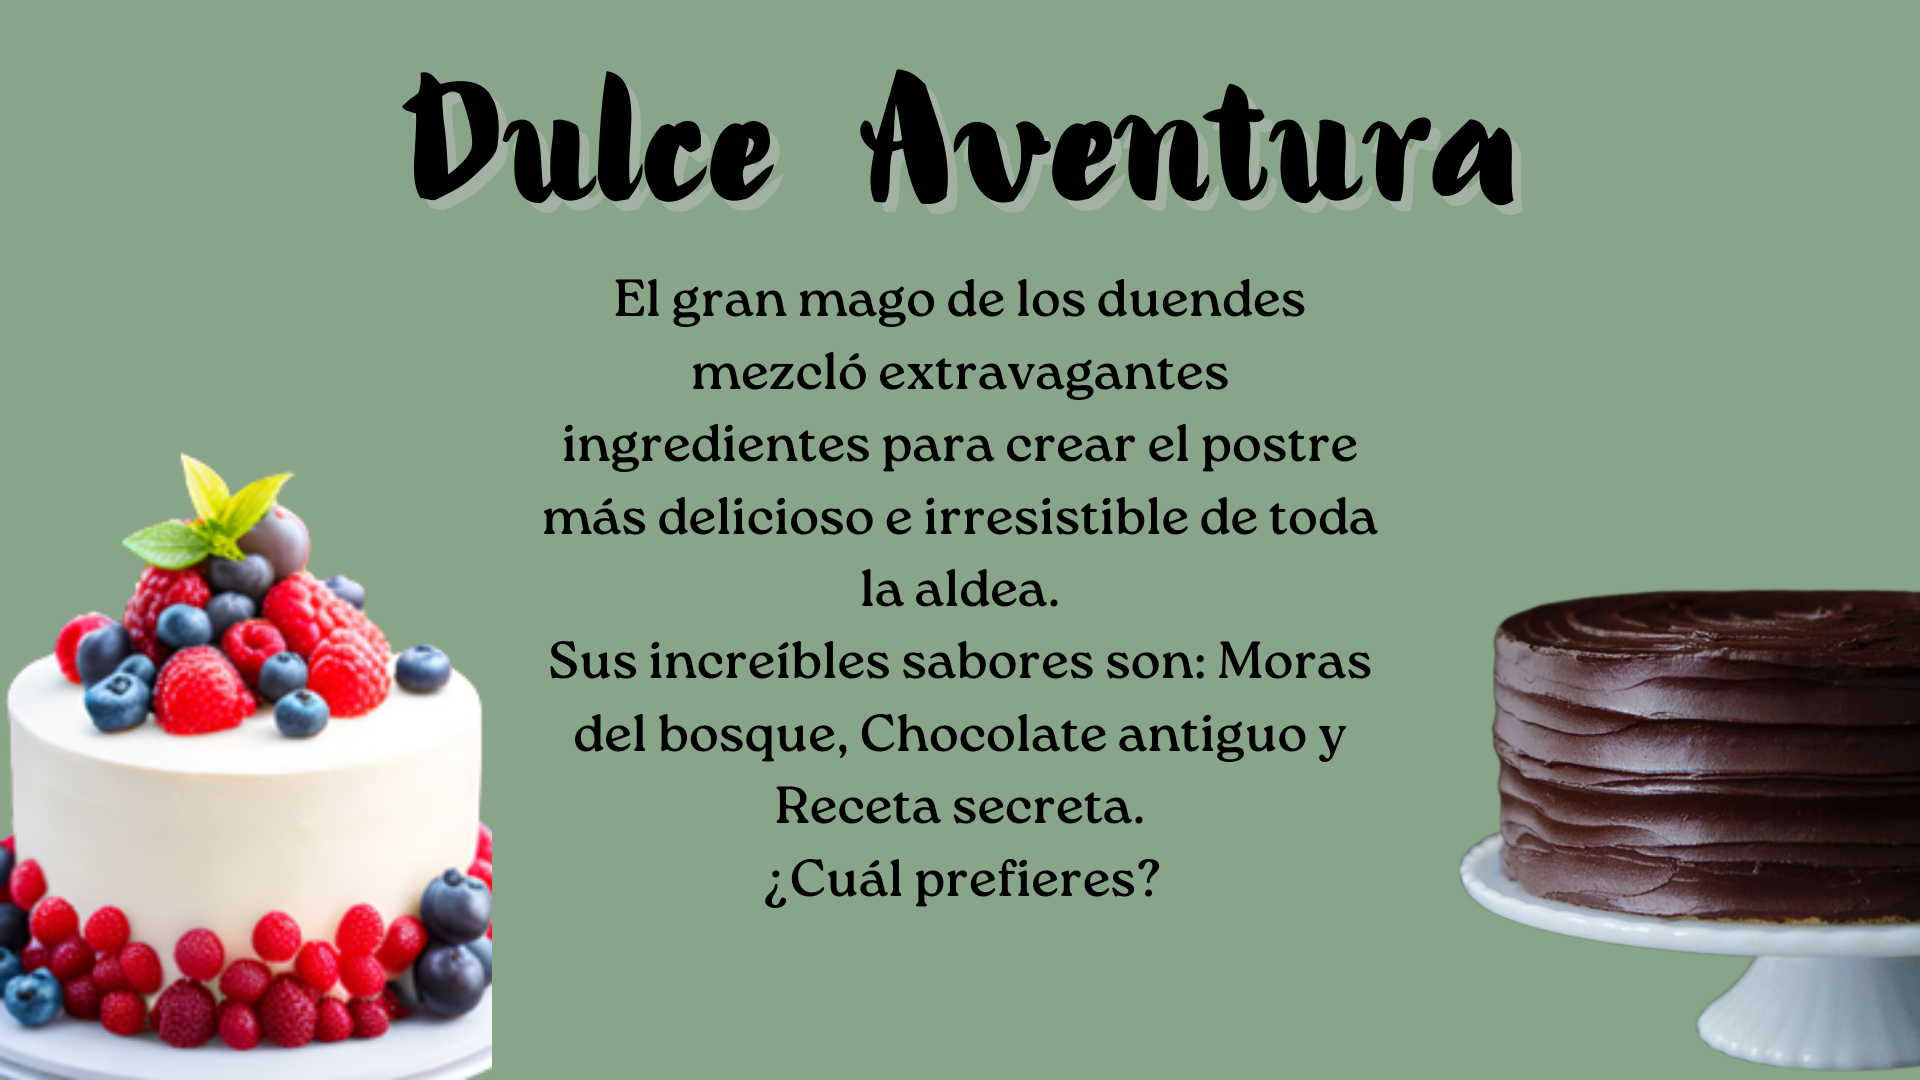 Dulce Aventura
El gran mago de los duendes
mezcló extravagantes
ingredientes para crear el postre
más delicioso e irresistible de toda
la aldea.
Sus increíbles sabores son: Moras
del bosque, Chocolate antiguo y
Receta secreta.
¿Cuál prefieres?